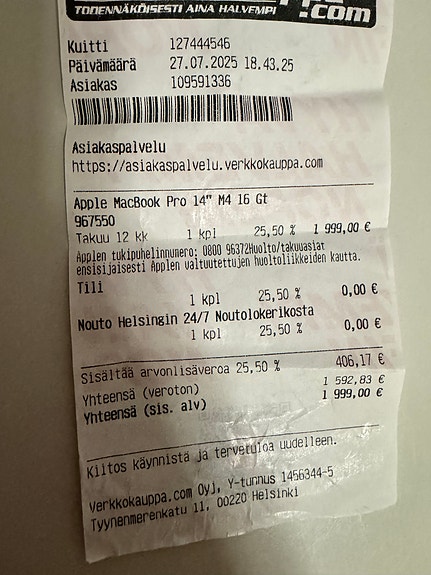 TODENNÄKÖISESTI AINA HALVEMPI .com
Kuitti 127444546
Päivämäärä 27.07.2025 18.43.25
Asiakas 109591336
Asiakaspalvelu
https://asiakaspalvelu.verkkokauppa.com
Apple MacBook Pro 14" M4 16 Gt
967550
Takuu 12 kk 1 kpl 25,50 % 1 999,00 €
Applen tukipuhelinnumero: 0800 96372Huolto/takuuasiat
ensisijaisesti Applen valtuutettujen huoltoliikkeiden kautta.
Tili
1 kpl 25,50 % 0,00 €
Nouto Helsingin 24/7 Noutolokerikosta
1 kpl 25,50 % 0,00 €
Sisältää arvonlisäveroa 25,50 % 406,17 €
Yhteensä (veroton) 1 592,83 €
Yhteensä (sis. alv) 1 999,00 €
Kiitos käynnistä ja tervetuloa uudelleen.
Verkkokauppa.com Oyj, Y-tunnus 1456344-5
Tyynenmerenkatu 11, 00220 Helsinki